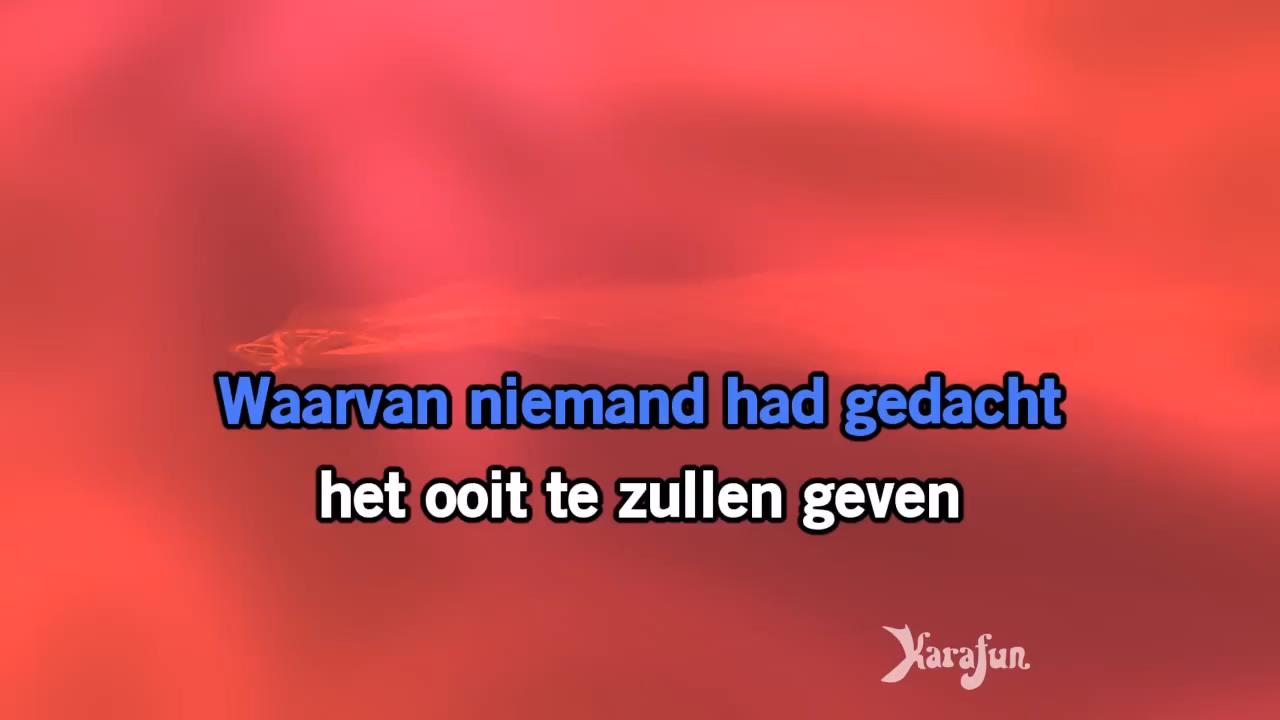 Waarvan niemand had gedacht
het ooit te zullen geven
Karafun